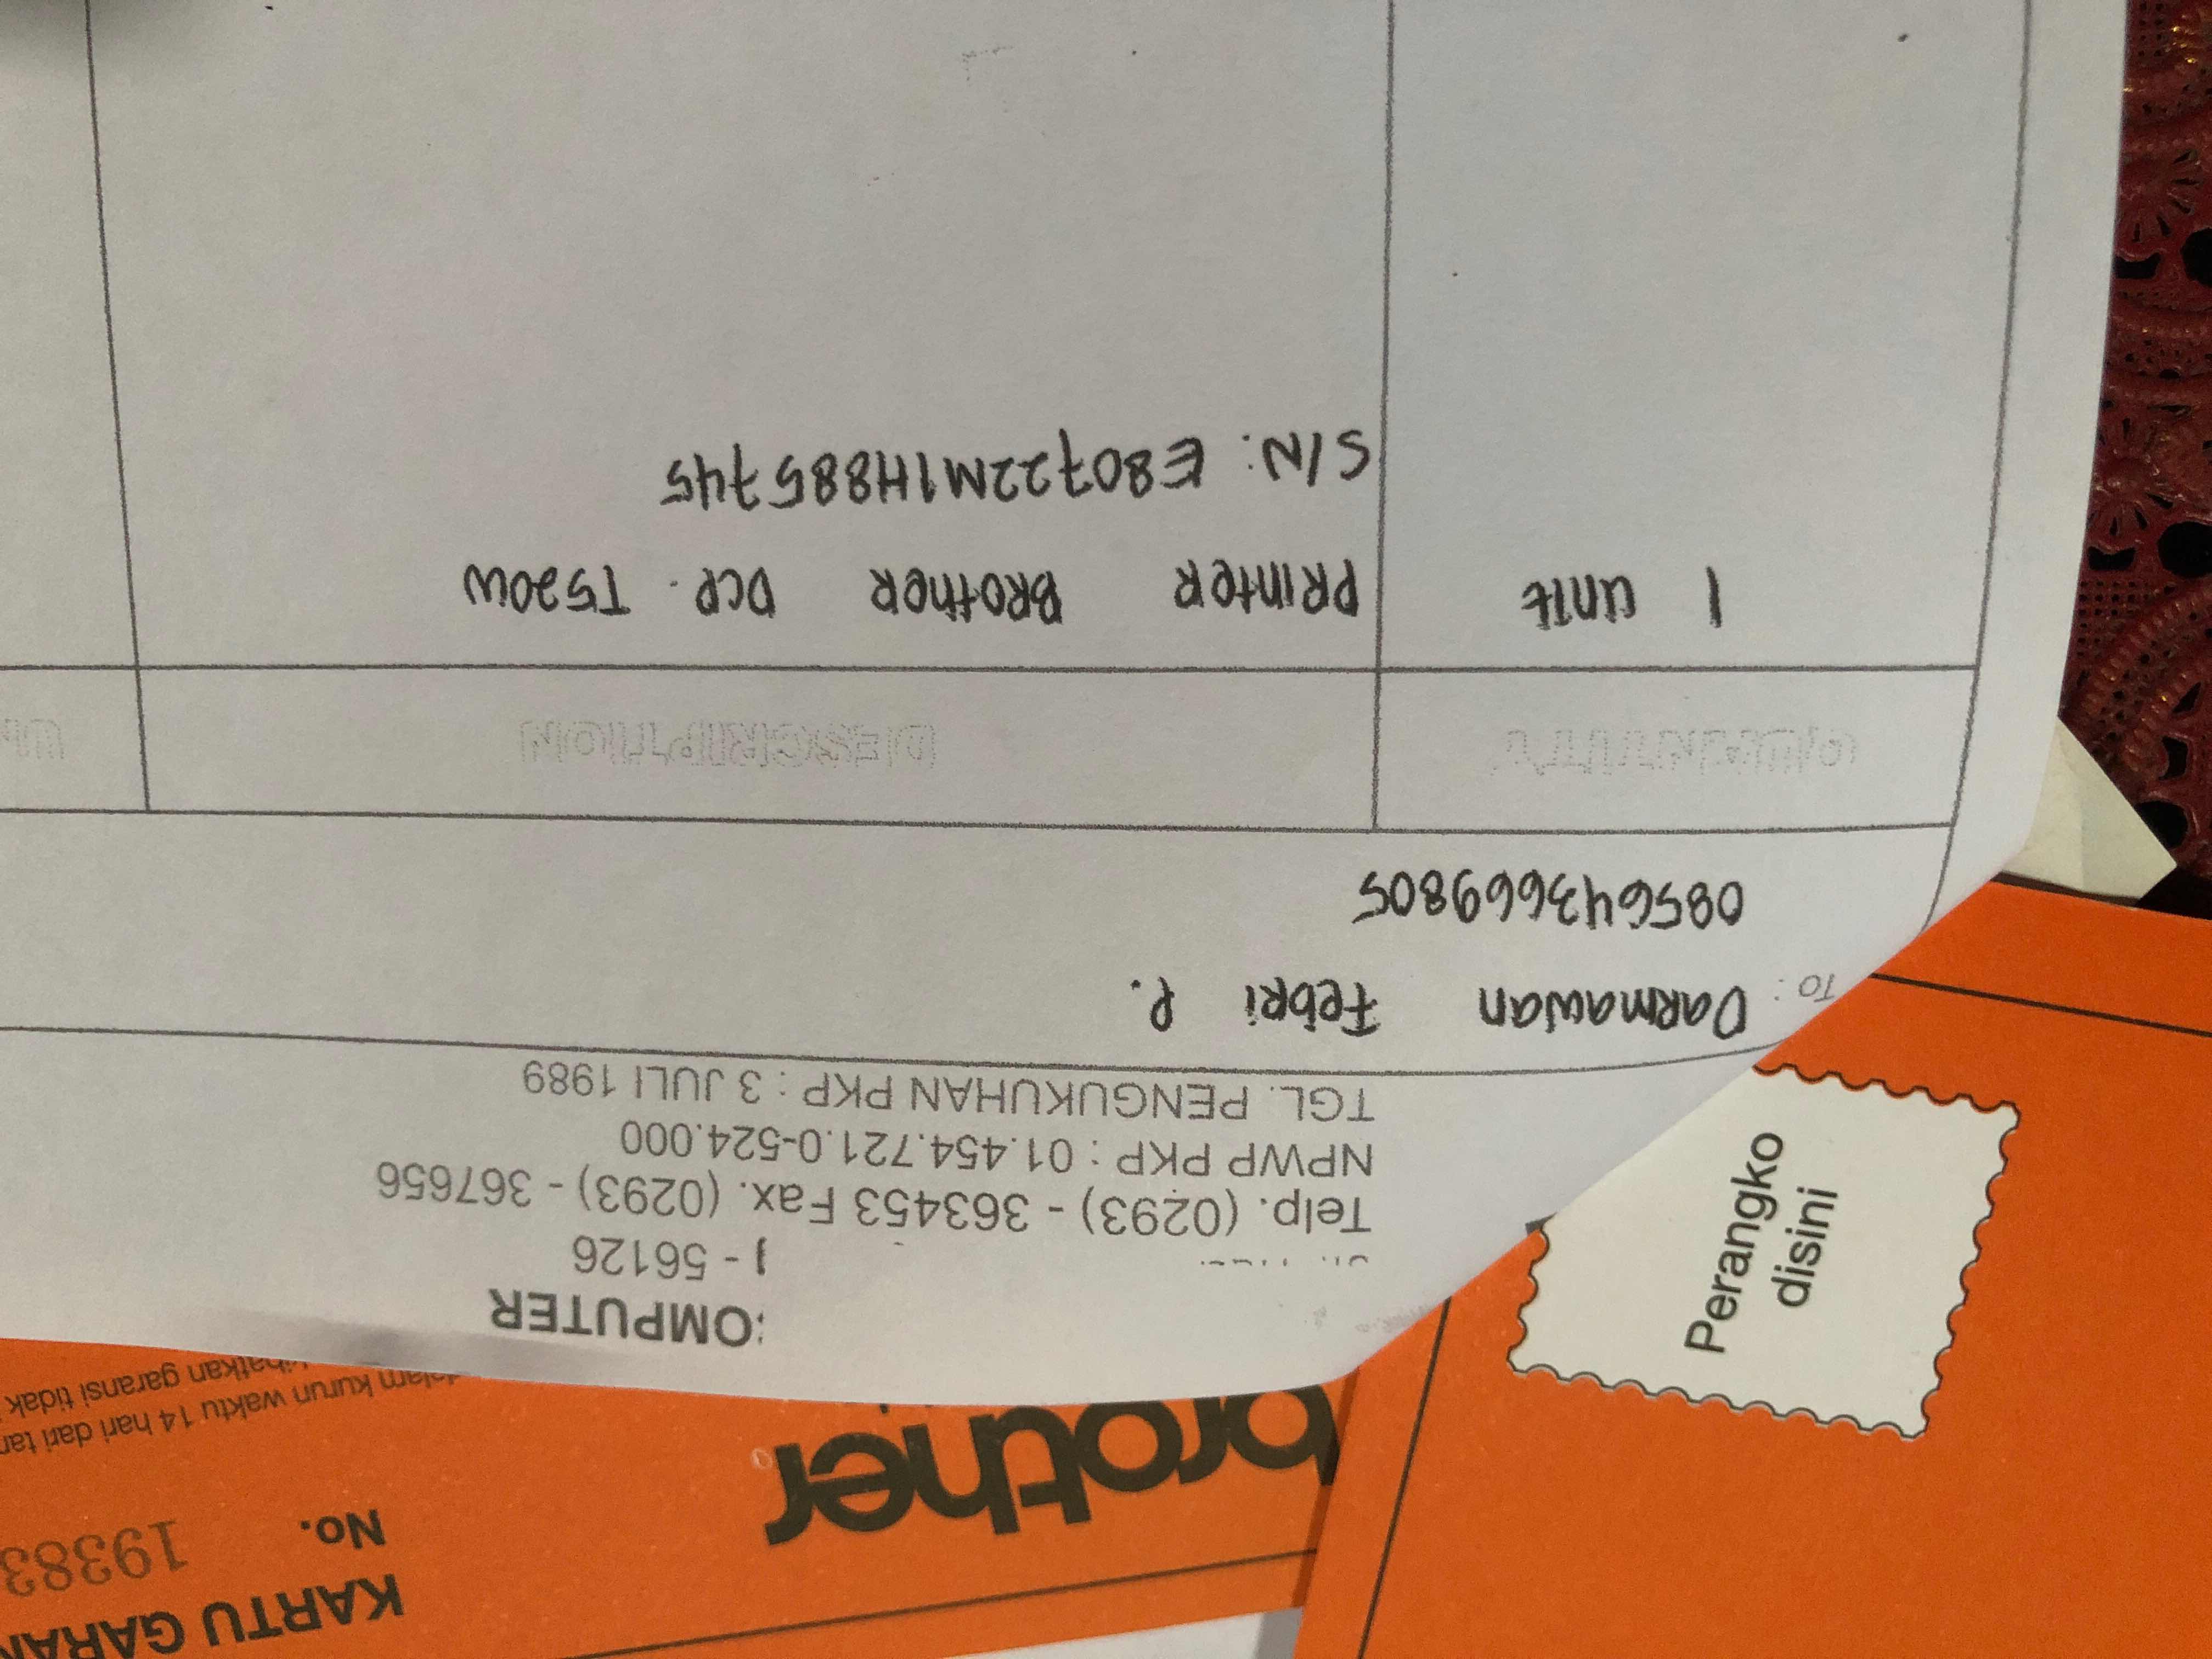 :OMPUTER
- 56126
Telp. (0293) - 363453 Fax. (0293) - 367656
NPWP PKP : 01.454.721.0-524.000
TGL. PENGUKUHAN PKP : 3 JULI 1989
To : Darmawan Febri P.
085643669805
QUANTITY DESCRIPTION UN
1 unit PRINTER BROTHER DCP. T520W
S/N: E80722M1H885745
Perangko
disini
KARTU GARAN
No. 19383
brother
dalam kurun waktu 14 hari dari tan
kibatkan garansi tidak